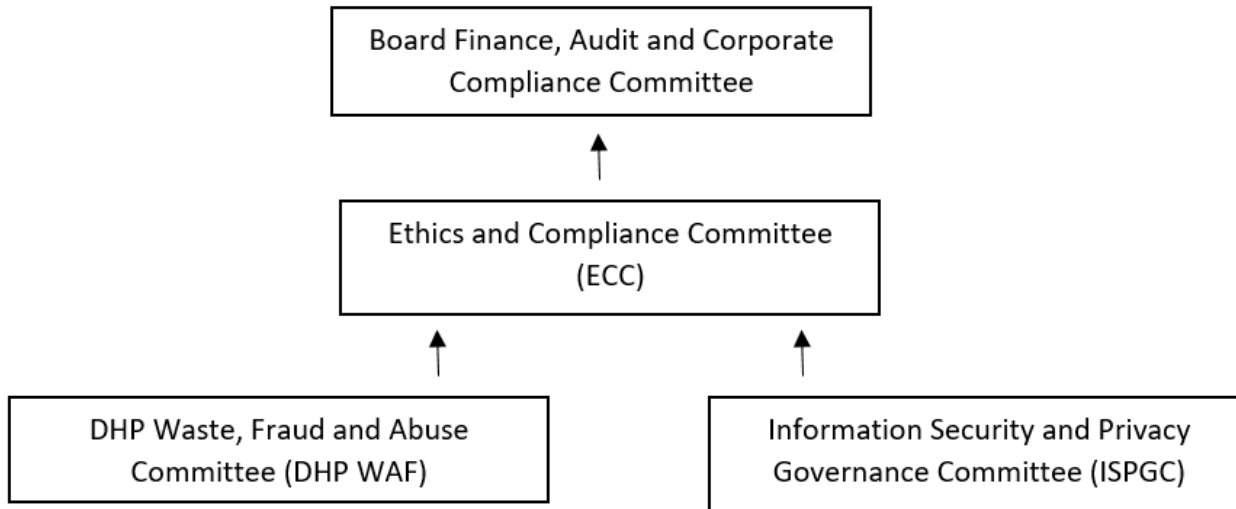 Board Finance, Audit and Corporate
Compliance Committee
Ethics and Compliance Committee
(ECC)
DHP Waste, Fraud and Abuse
Committee (DHP WAF)
Information Security and Privacy
Governance Committee (ISPGC)